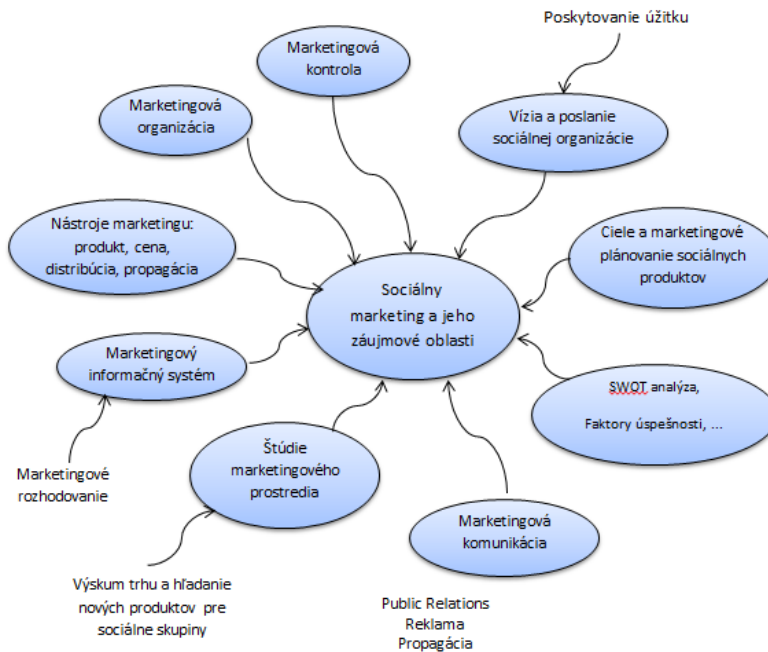 Poskytovanie úžitku
Marketingová
kontrola
Marketingová
organizácia
Vízia a poslanie
sociálnej organizácie
Nástroje marketingu:
produkt, cena,
distribúcia, propagácia
Ciele a marketingové
plánovanie sociálnych
produktov
Sociálny
marketing a jeho
záujmové oblasti
Marketingový
informačný systém
SWOT analýza,
Faktory úspešnosti, ...
Štúdie
marketingového
prostredia
Marketingové
rozhodovanie
Marketingová
komunikácia
Výskum trhu a hľadanie
nových produktov pre
sociálne skupiny
Public Relations
Reklama
Propagácia